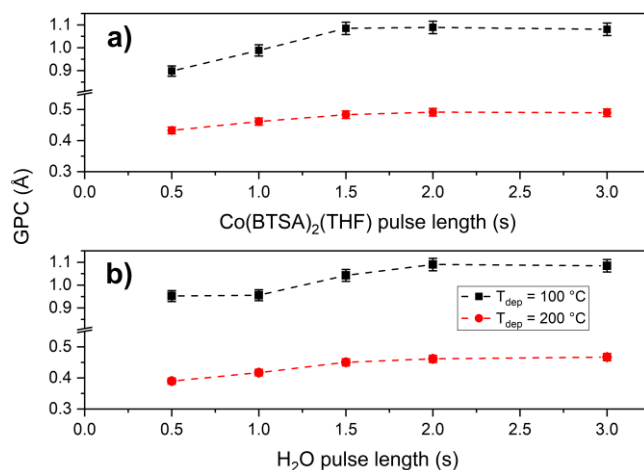 a)
1.1
1.0
0.9
0.5
0.4
0.3
0.0 0.5 1.0 1.5 2.0 2.5 3.0
Co(BTSA)₂(THF) pulse length (s)
GPC (Å)
b)
1.1
1.0
0.9
0.5
0.4
0.3
T_dep = 100 °C
T_dep = 200 °C
0.0 0.5 1.0 1.5 2.0 2.5 3.0
H₂O pulse length (s)